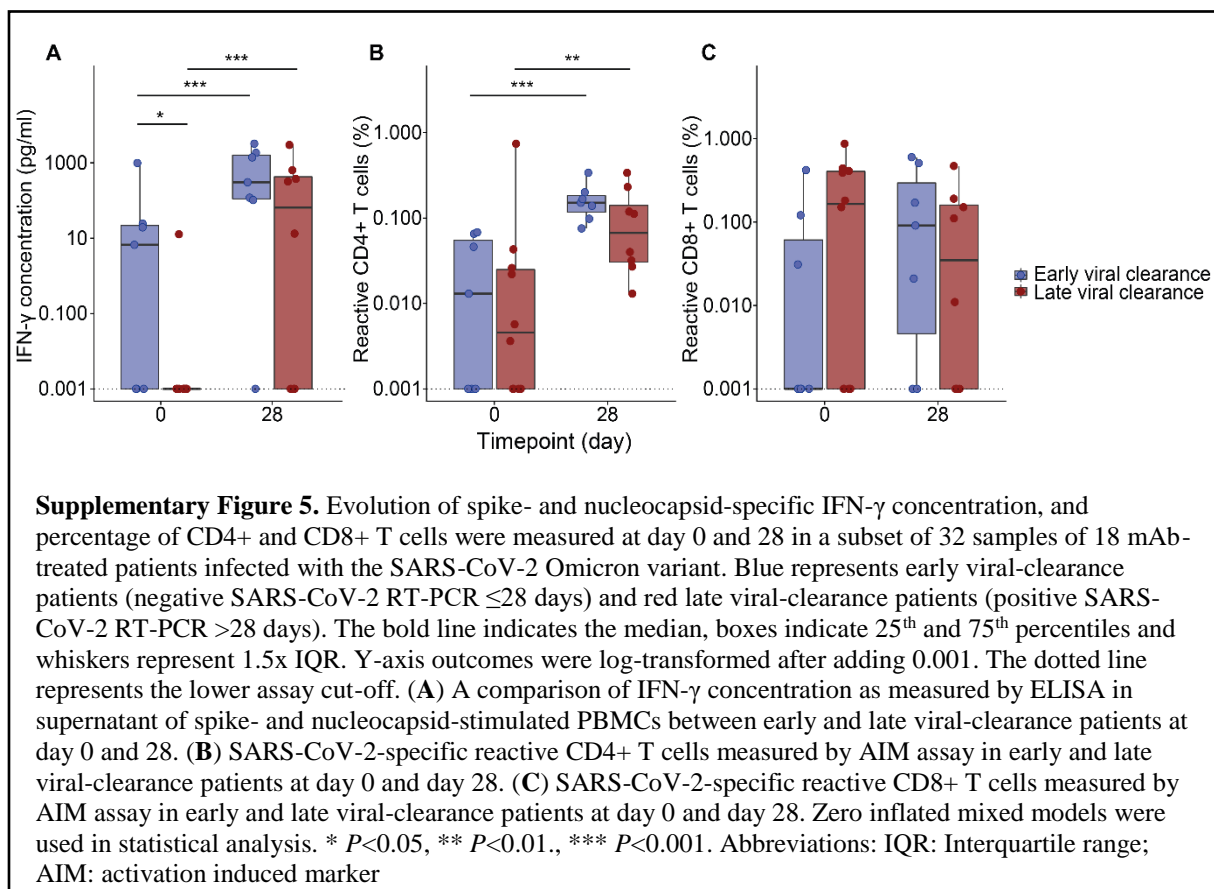 A
B
C
***
***
*
**
***
IFN-γ concentration (pg/ml)
1000
10
0.100
0.001
0
28
Reactive CD4+ T cells (%)
1.000
0.100
0.010
0.001
0
28
Reactive CD8+ T cells (%)
1.000
0.100
0.010
0.001
0
28
Timepoint (day)
Early viral clearance
Late viral clearance
Supplementary Figure 5. Evolution of spike- and nucleocapsid-specific IFN-γ concentration, and
percentage of CD4+ and CD8+ T cells were measured at day 0 and 28 in a subset of 32 samples of 18 mAb-
treated patients infected with the SARS-CoV-2 Omicron variant. Blue represents early viral-clearance
patients (negative SARS-CoV-2 RT-PCR ≤28 days) and red late viral-clearance patients (positive SARS-
CoV-2 RT-PCR >28 days). The bold line indicates the median, boxes indicate 25th and 75th percentiles and
whiskers represent 1.5x IQR. Y-axis outcomes were log-transformed after adding 0.001. The dotted line
represents the lower assay cut-off. (A) A comparison of IFN-γ concentration as measured by ELISA in
supernatant of spike- and nucleocapsid-stimulated PBMCs between early and late viral-clearance patients at
day 0 and 28. (B) SARS-CoV-2-specific reactive CD4+ T cells measured by AIM assay in early and late
viral-clearance patients at day 0 and day 28. (C) SARS-CoV-2-specific reactive CD8+ T cells measured by
AIM assay in early and late viral-clearance patients at day 0 and day 28. Zero inflated mixed models were
used in statistical analysis. * P<0.05, ** P<0.01., *** P<0.001. Abbreviations: IQR: Interquartile range;
AIM: activation induced marker